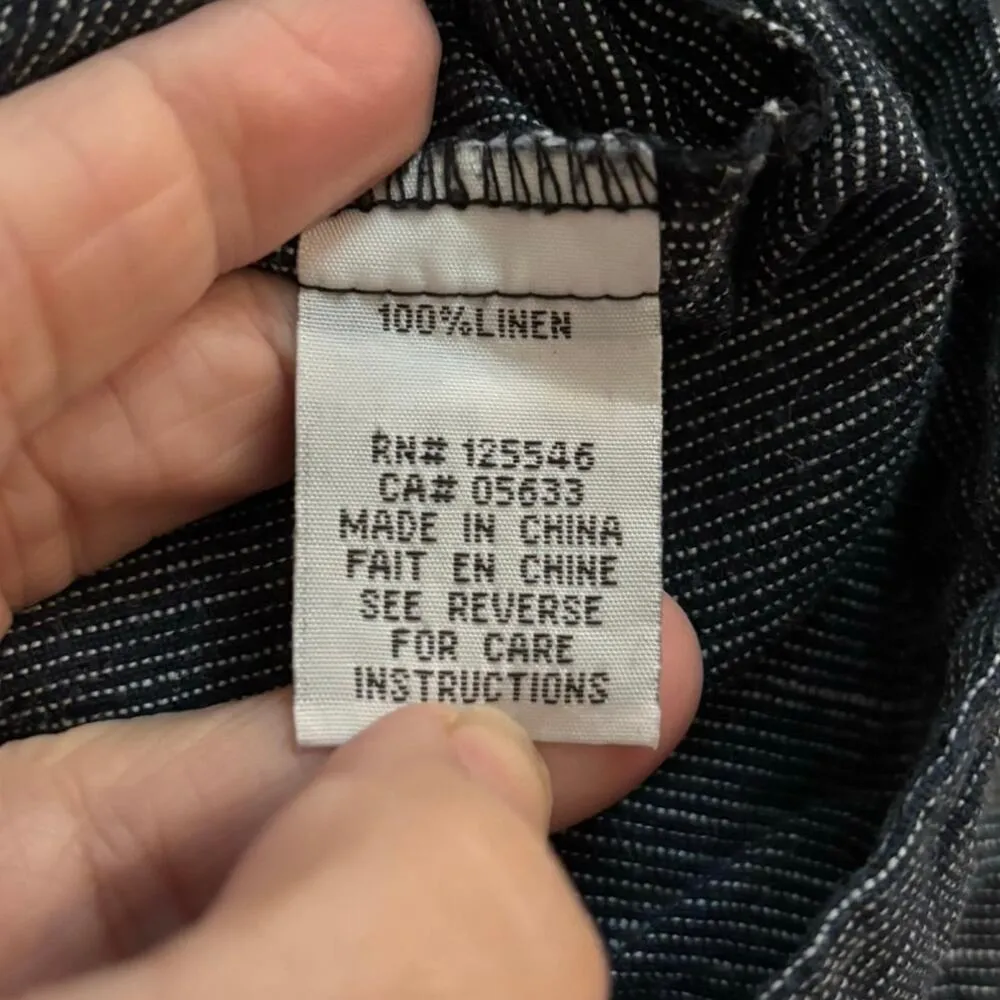 100%LINEN
RN# 125546
CA# 05633
MADE IN CHINA
FAIT EN CHINE
SEE REVERSE
FOR CARE
INSTRUCTIONS